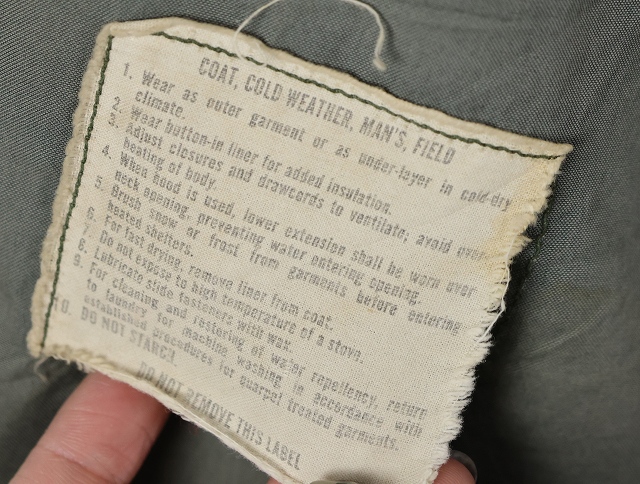 COAT, COLD WEATHER, MAN'S, FIELD
1. Wear as outer garment or as under-layer in cold-dry
climate.
2. Wear button-in liner for added insulation.
3. Adjust closures and drawcords to ventilate, avoid over-
heating of body.
4. When hood is used, lower extension shall be worn over
neck opening, preventing water entering opening.
5. Brush snow or frost from garments before entering
heated shelters.
6. For fast drying, remove liner from coat.
7. Do not expose to high temperature of a stove.
8. Lubricate slide fasteners with wax.
9. For cleaning and restoring of water repellency, return
to laundry for machine washing in accordance with
established procedures for quarpel treated garments.
10. DO NOT STARCH
DO NOT REMOVE THIS LABEL